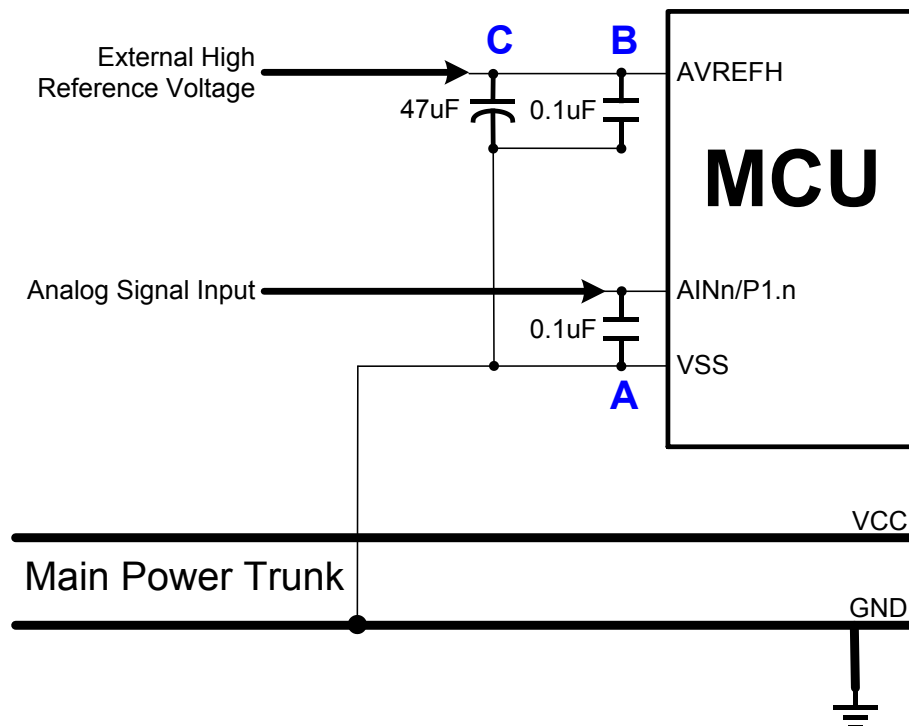 C
B
External High
Reference Voltage
AVREFH
47uF
0.1uF
MCU
Analog Signal Input
AINn/P1.n
0.1uF
VSS
A
VCC
Main Power Trunk
GND